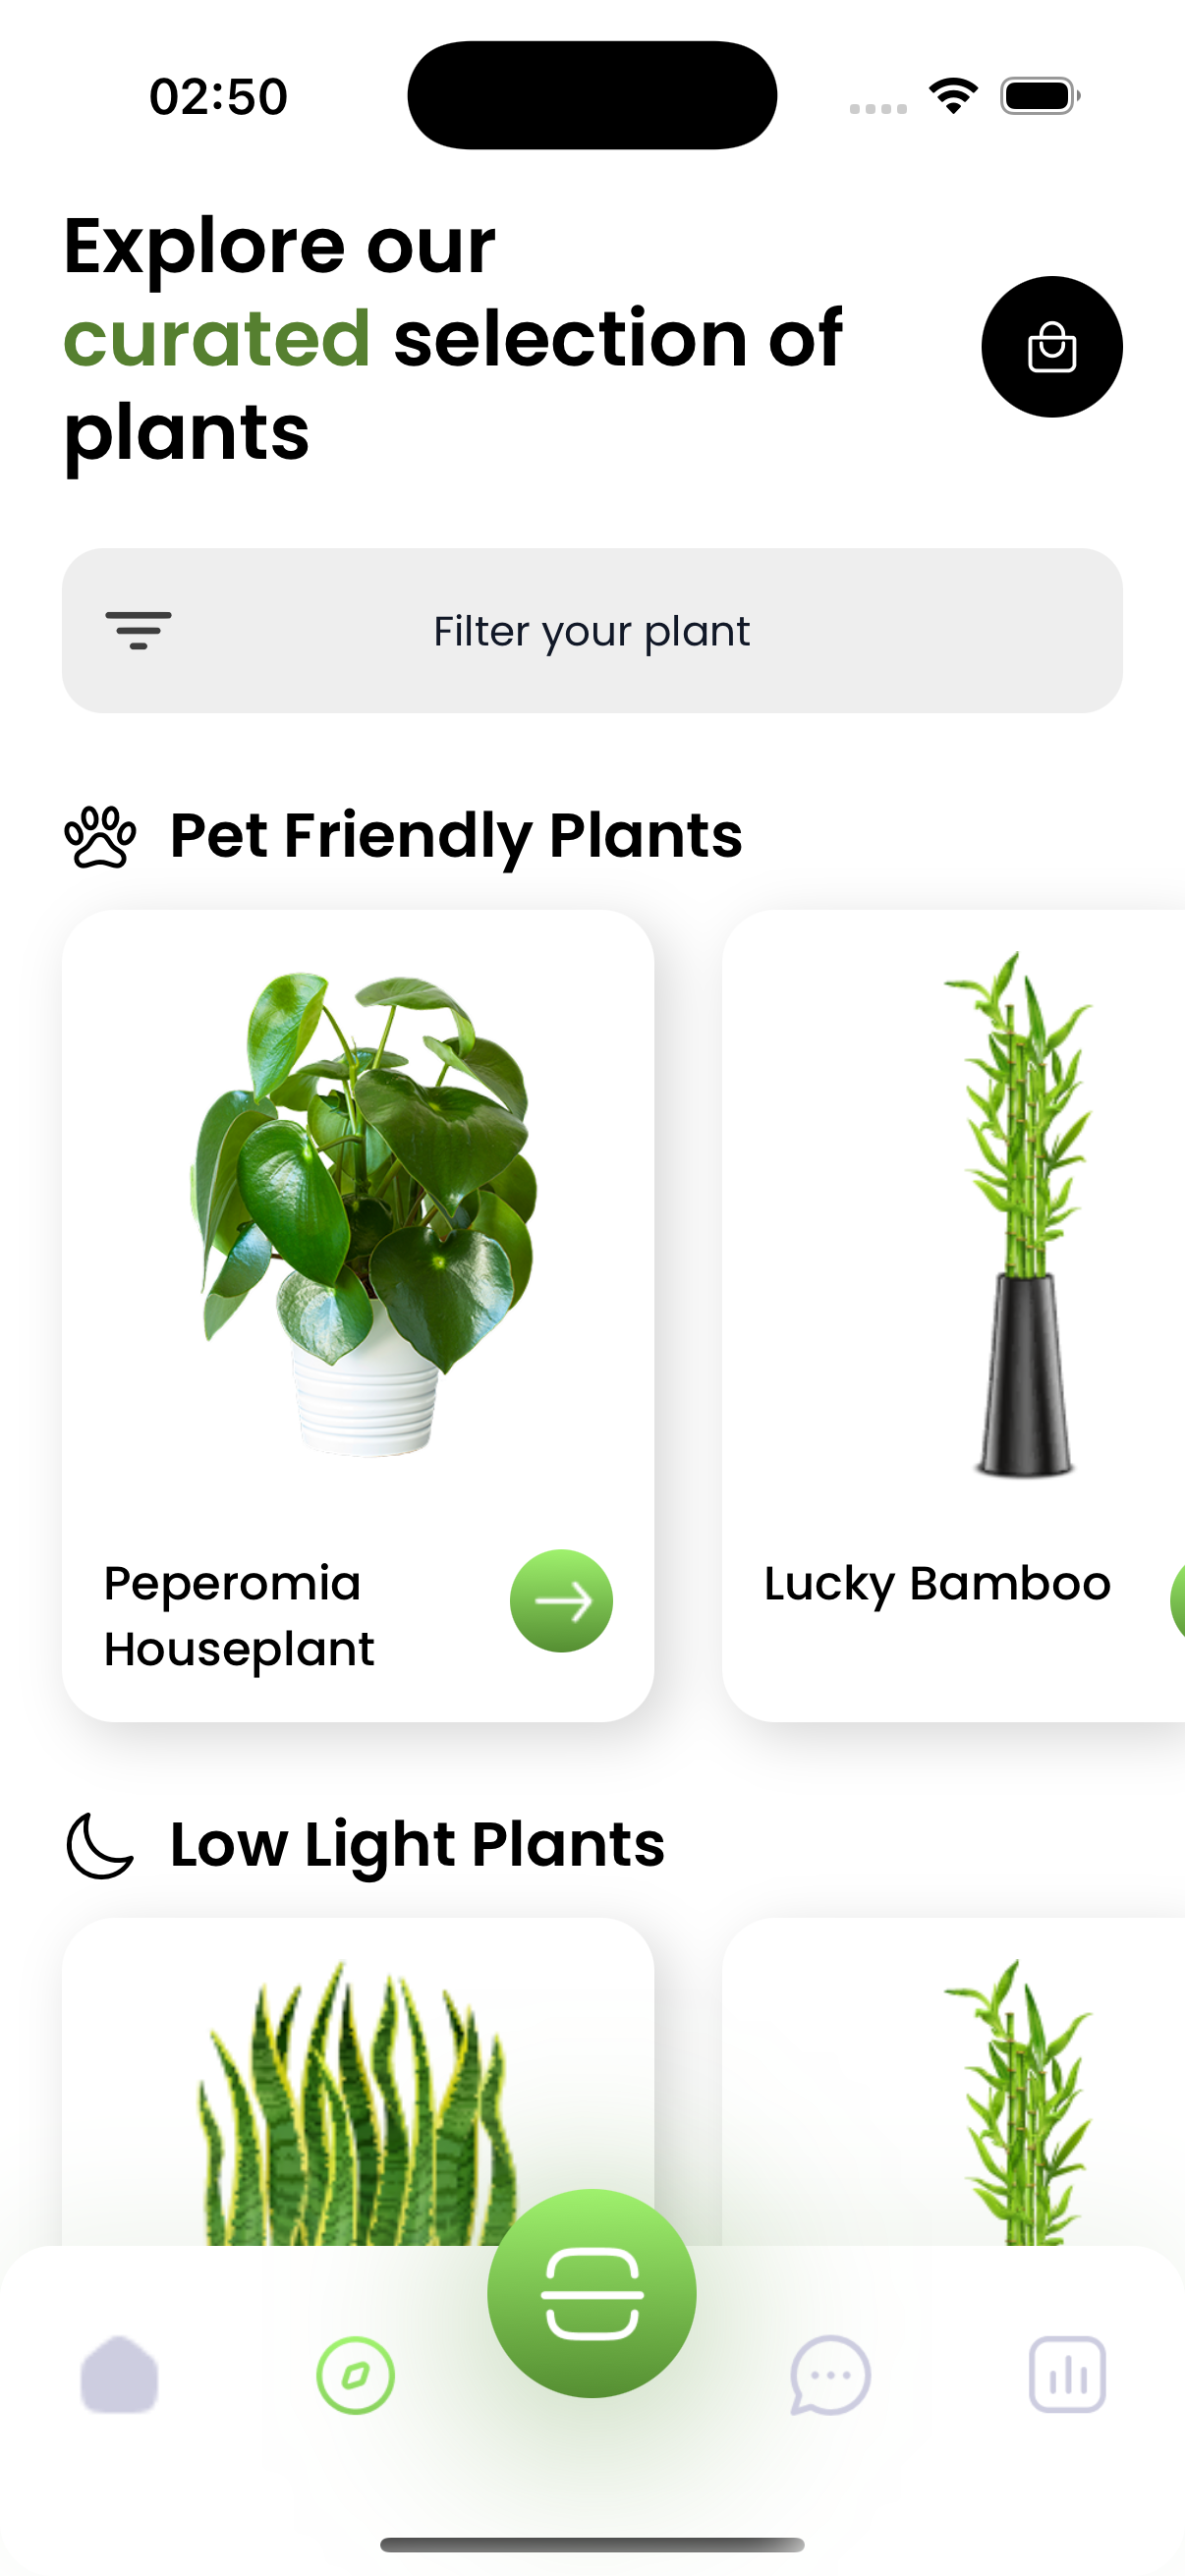 02:50
Explore our
curated selection of
plants
Filter your plant
Pet Friendly Plants
Peperomia
Houseplant
Lucky Bamboo
Low Light Plants